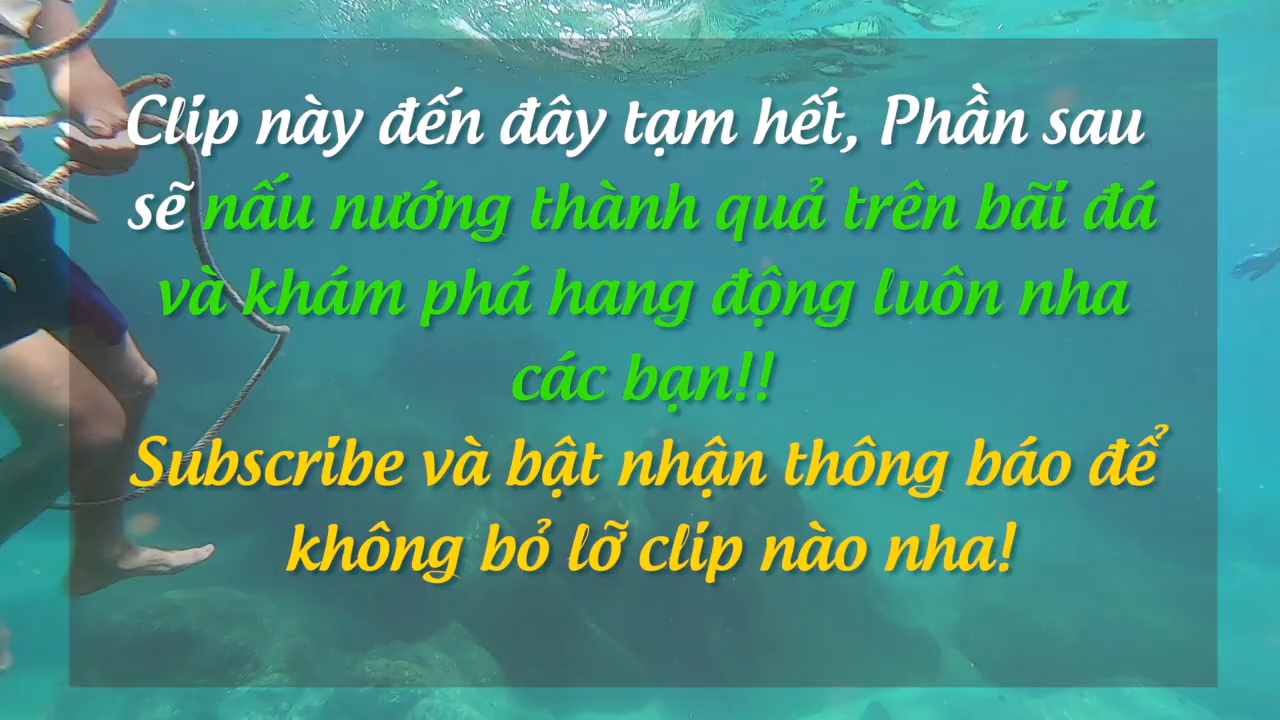 Clip này đến đây tạm hết, Phần sau
sẽ nấu nướng thành quả trên bãi đá
và khám phá hang động luôn nha
các bạn!!
Subscribe và bật nhận thông báo để
không bỏ lỡ clip nào nha!